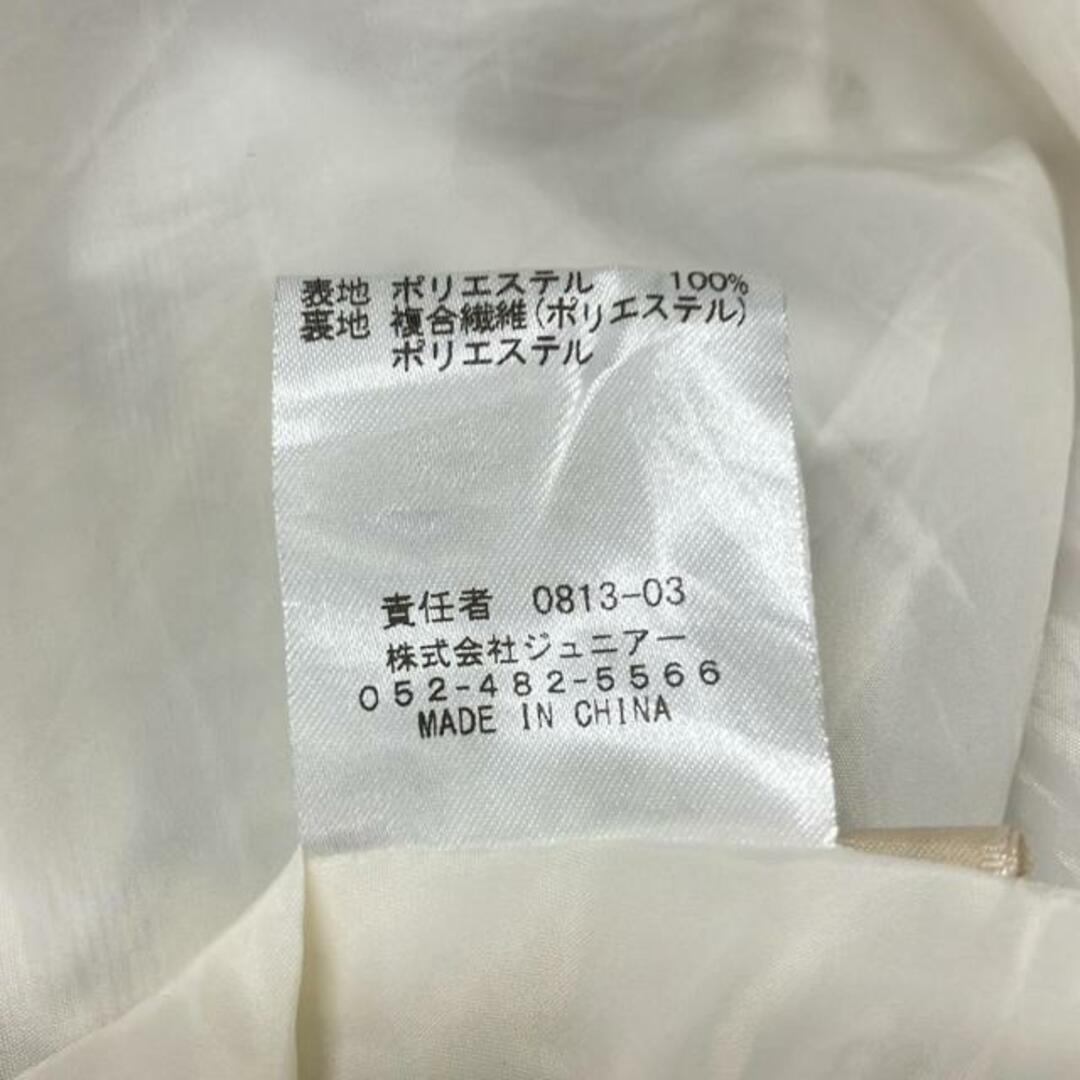 表地 ポリエステル 100%
裏地 複合繊維(ポリエステル)
ポリエステル
責任者 0813-03
株式会社ジュニアー
052-482-5566
MADE IN CHINA